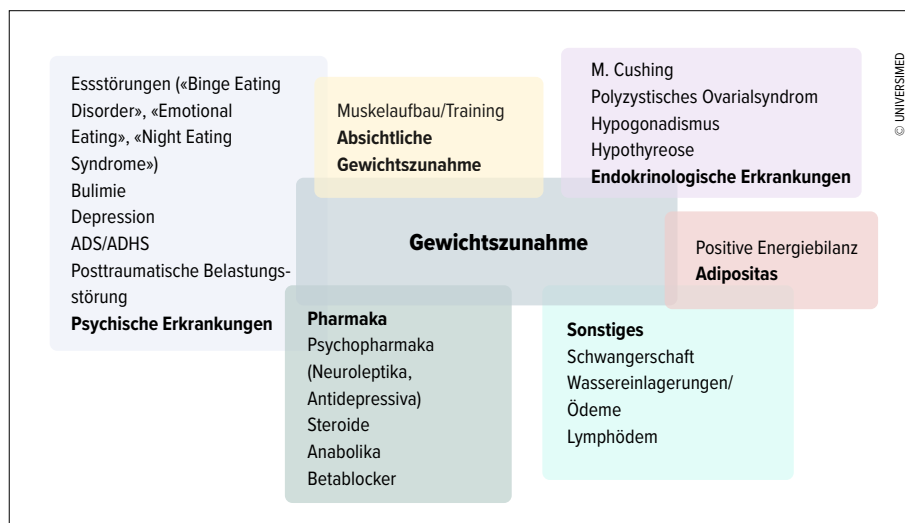 Essstörungen («Binge Eating
Disorder», «Emotional
Eating», «Night Eating
Syndrome»)
Bulimie
Depression
ADS/ADHS
Posttraumatische Belastungs-
störung
Psychische Erkrankungen
Muskelaufbau/Training
Absichtliche
Gewichtszunahme
M. Cushing
Polyzystisches Ovarialsyndrom
Hypogonadismus
Hypothyreose
Endokrinologische Erkrankungen
© UNIVERSIMED
Gewichtszunahme
Positive Energiebilanz
Adipositas
Pharmaka
Psychopharmaka
(Neuroleptika,
Antidepressiva)
Steroide
Anabolika
Betablocker
Sonstiges
Schwangerschaft
Wassereinlagerungen/
Ödeme
Lymphödem